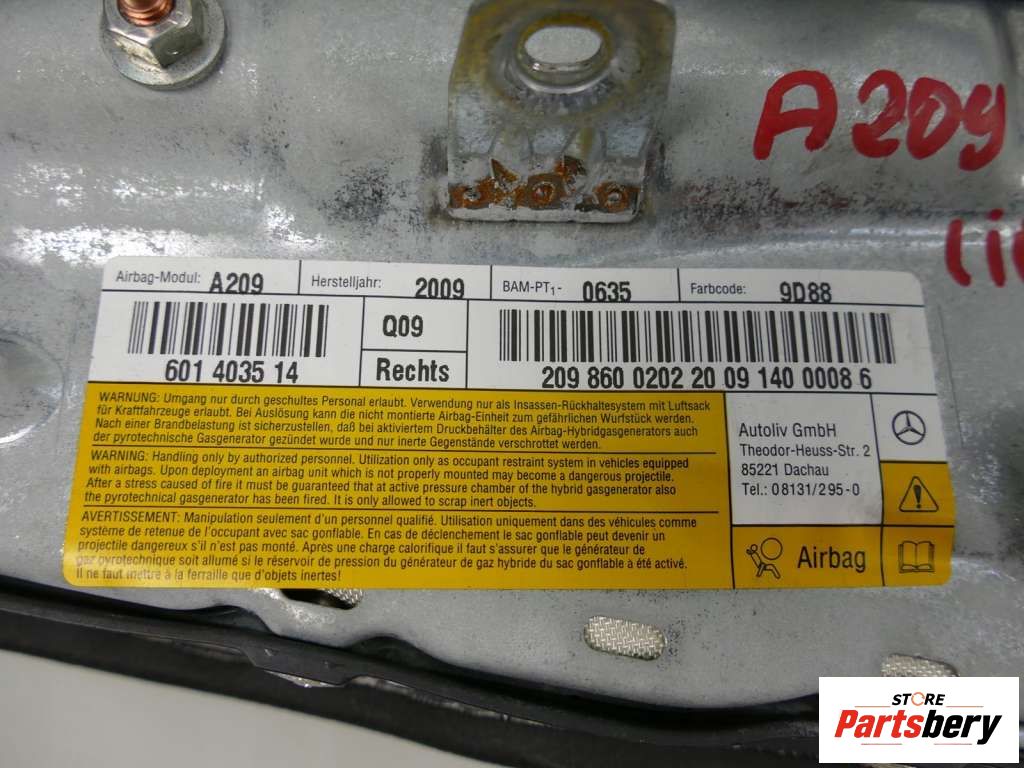 A209
Airbag-Modul: A209
Herstelljahr: 2009
BAM-PT1- 0635
Farbcode: 9D88
601 4035 14
Q09
Rechts
209 860 0202 20 09 140 0008 6
WARNUNG: Umgang nur durch geschultes Personal erlaubt. Verwendung nur als Insassen-Rückhaltesystem mit Luftsack
für Kraftfahrzeuge erlaubt. Bei Auslösung kann die nicht montierte Airbag-Einheit zum gefährlichen Wurfstück werden.
Nach einer Brandbelastung ist sicherzustellen, daß bei aktiviertem Druckbehälter des Airbag-Hybridgasgenerators auch
der pyrotechnische Gasgenerator gezündet wurde und nur inerte Gegenstände verschrottet werden.
WARNING: Handling only by authorized personnel. Utilization only as occupant restraint system in vehicles equipped
with airbags. Upon deployment an airbag unit which is not properly mounted may become a dangerous projectile.
After a stress caused of fire it must be guaranteed that at active pressure chamber of the hybrid gasgenerator also
the pyrotechnical gasgenerator has been fired. It is only allowed to scrap inert objects.
AVERTISSEMENT: Manipulation seulement d'un personnel qualifié. Utilisation uniquement dans des véhicules comme
système de retenue de l'occupant avec sac gonflable. En cas de déclenchement le sac gonflable peut devenir un
projectile dangereux s'il n'est pas monté. Après une charge calorifique il faut s'assurer que le générateur de
gaz pyrotechnique soit allumé si le réservoir de pression du générateur de gaz hybride du sac gonflable a été activé.
Il ne faut mettre à la ferraille que d'objets inertes!
Autoliv GmbH
Theodor-Heuss-Str. 2
85221 Dachau
Tel.: 08131/295-0
Airbag
STORE
Partsbery